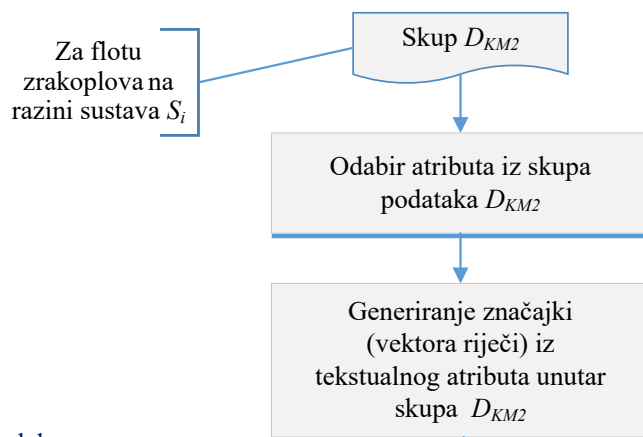 Za flotu
zrakoplova na
razini sustava Si
Skup DKM2
Odabir atributa iz skupa
podataka DKM2
Generiranje značajki
(vektora riječi) iz
tekstualnog atributa unutar
skupa DKM2